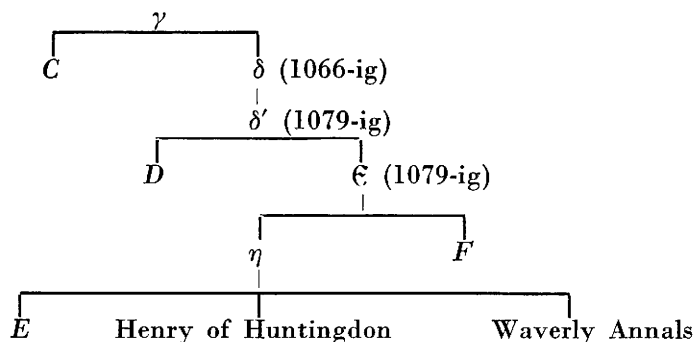 γ
C δ (1066-ig)
δ′ (1079-ig)
D Є (1079-ig)
η F
E Henry of Huntingdon Waverly Annals